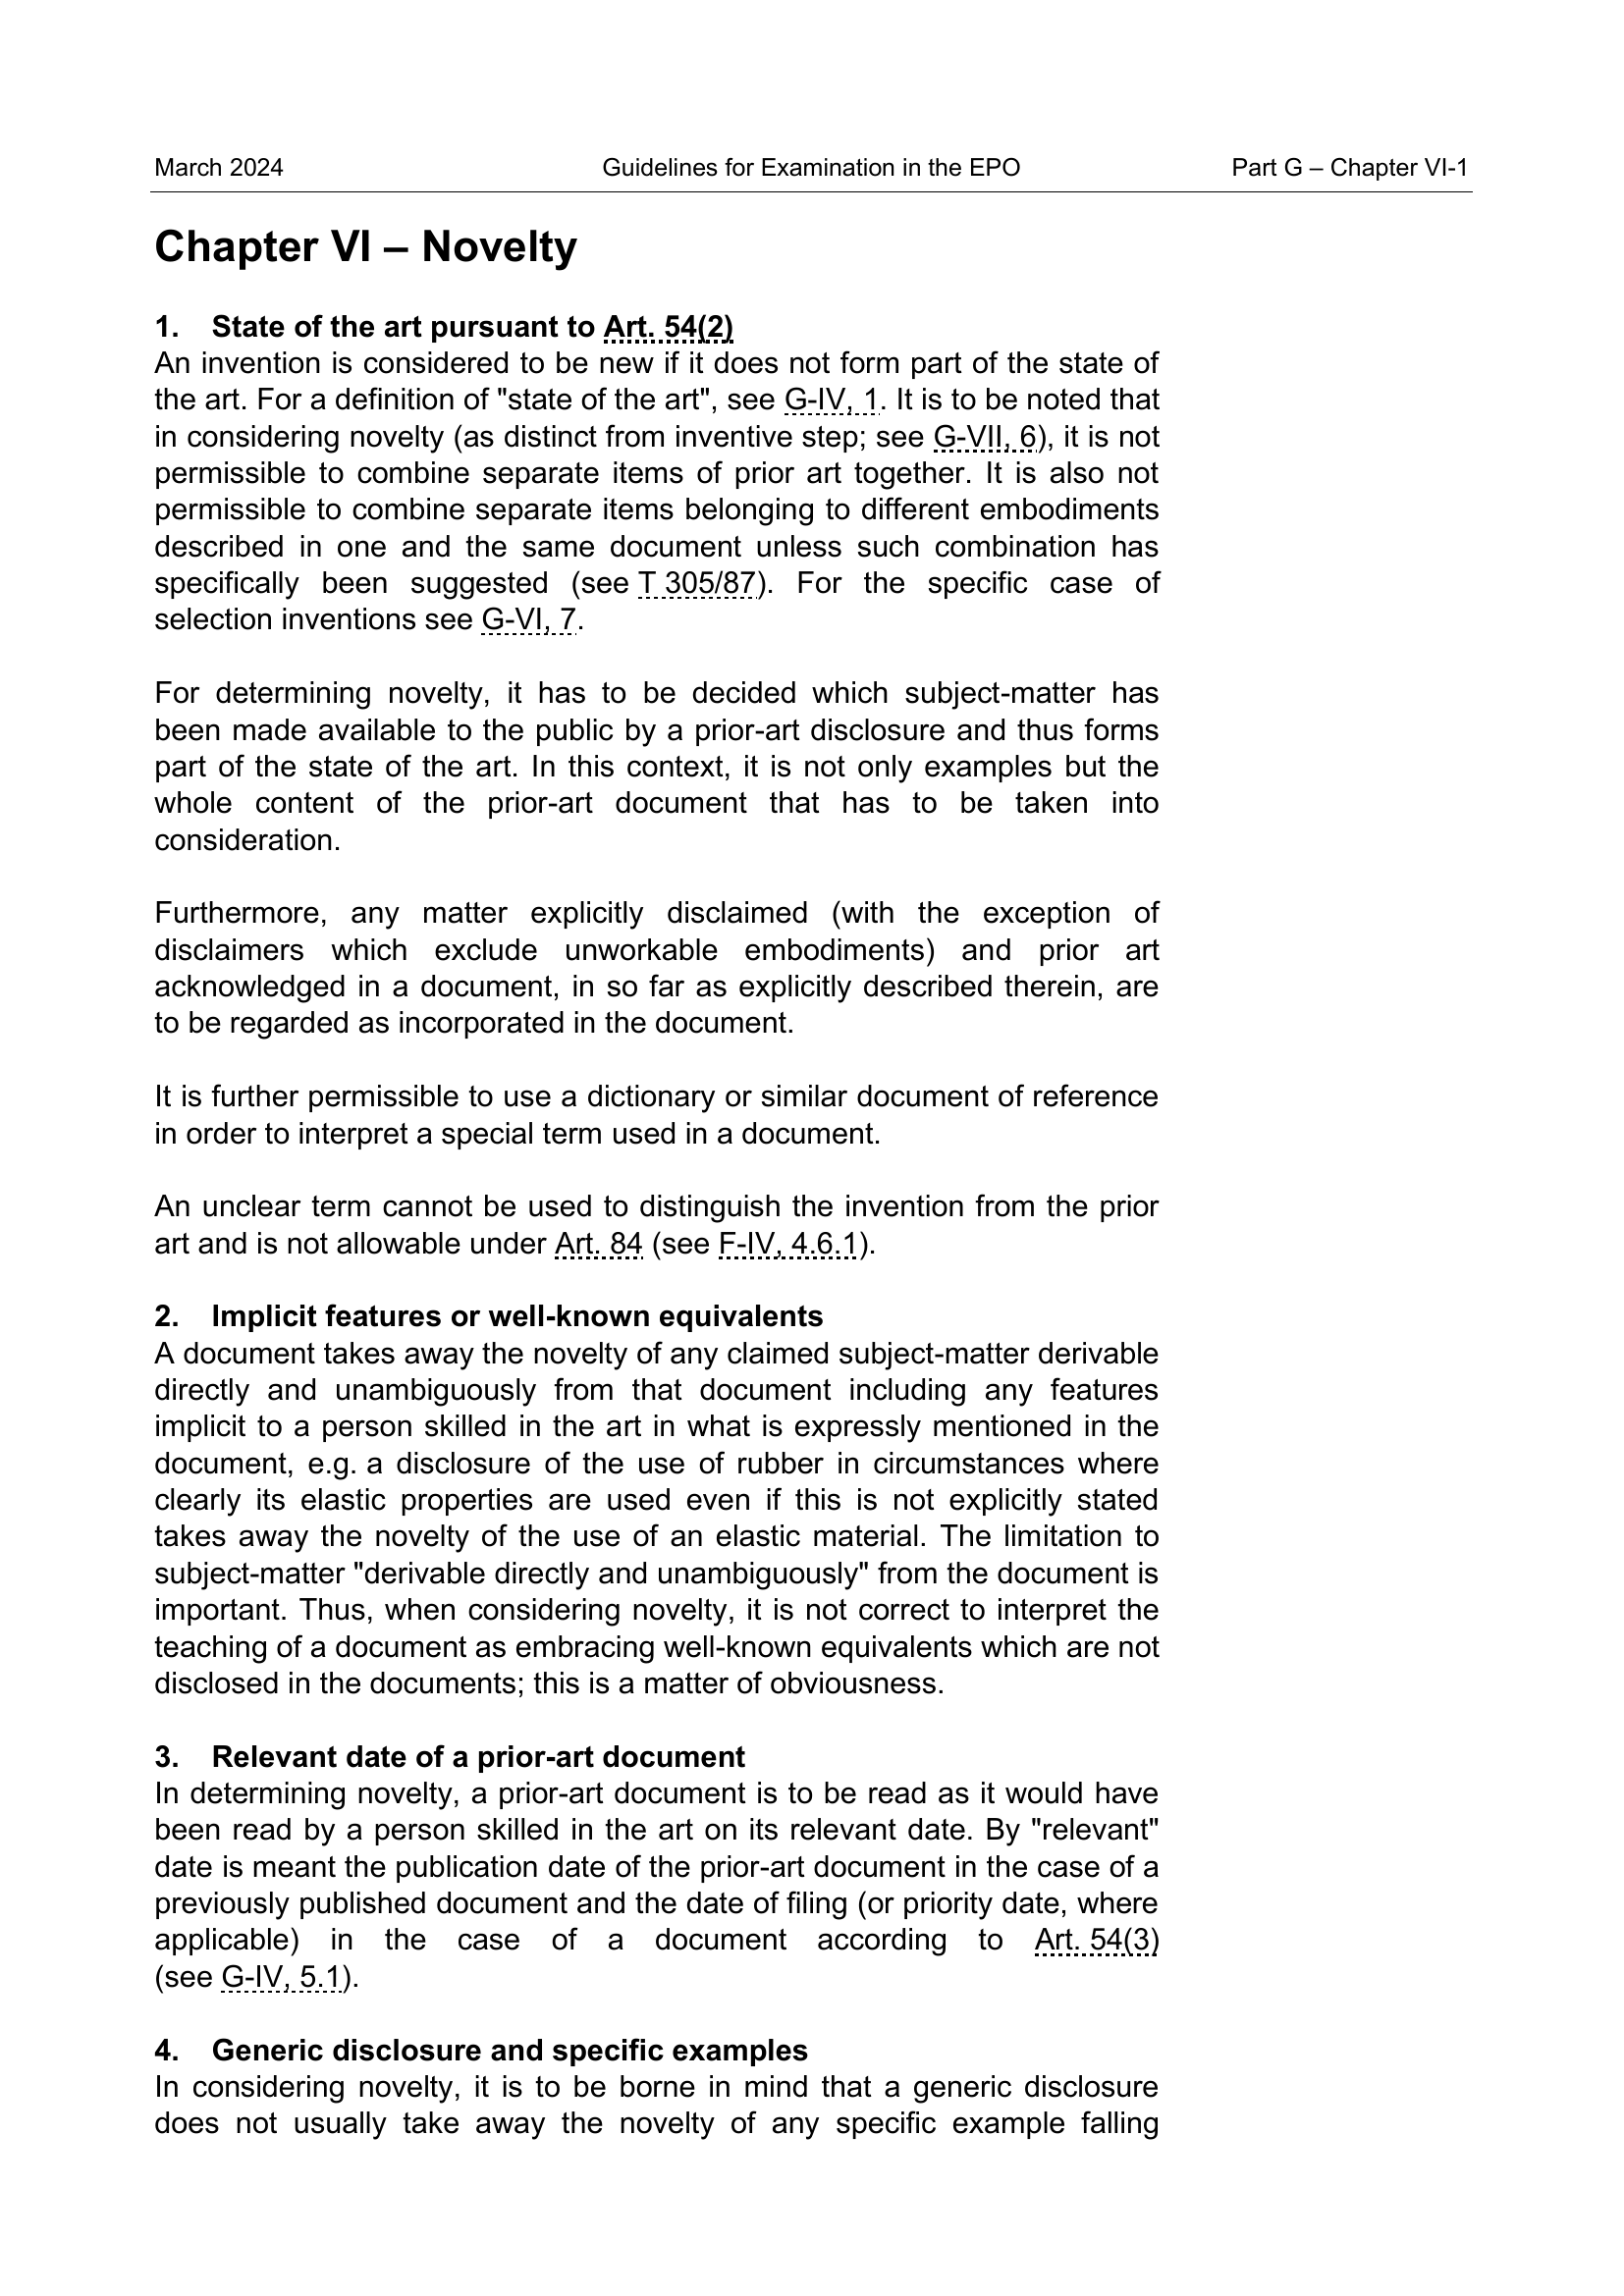 March 2024 Guidelines for Examination in the EPO Part G – Chapter VI-1
Chapter VI – Novelty
1. State of the art pursuant to Art. 54(2)
An invention is considered to be new if it does not form part of the state of
the art. For a definition of "state of the art", see G-IV, 1. It is to be noted that
in considering novelty (as distinct from inventive step; see G-VII, 6), it is not
permissible to combine separate items of prior art together. It is also not
permissible to combine separate items belonging to different embodiments
described in one and the same document unless such combination has
specifically been suggested (see T 305/87). For the specific case of
selection inventions see G-VI, 7.
For determining novelty, it has to be decided which subject-matter has
been made available to the public by a prior-art disclosure and thus forms
part of the state of the art. In this context, it is not only examples but the
whole content of the prior-art document that has to be taken into
consideration.
Furthermore, any matter explicitly disclaimed (with the exception of
disclaimers which exclude unworkable embodiments) and prior art
acknowledged in a document, in so far as explicitly described therein, are
to be regarded as incorporated in the document.
It is further permissible to use a dictionary or similar document of reference
in order to interpret a special term used in a document.
An unclear term cannot be used to distinguish the invention from the prior
art and is not allowable under Art. 84 (see F-IV, 4.6.1).
2. Implicit features or well-known equivalents
A document takes away the novelty of any claimed subject-matter derivable
directly and unambiguously from that document including any features
implicit to a person skilled in the art in what is expressly mentioned in the
document, e.g. a disclosure of the use of rubber in circumstances where
clearly its elastic properties are used even if this is not explicitly stated
takes away the novelty of the use of an elastic material. The limitation to
subject-matter "derivable directly and unambiguously" from the document is
important. Thus, when considering novelty, it is not correct to interpret the
teaching of a document as embracing well-known equivalents which are not
disclosed in the documents; this is a matter of obviousness.
3. Relevant date of a prior-art document
In determining novelty, a prior-art document is to be read as it would have
been read by a person skilled in the art on its relevant date. By "relevant"
date is meant the publication date of the prior-art document in the case of a
previously published document and the date of filing (or priority date, where
applicable) in the case of a document according to Art. 54(3)
(see G-IV, 5.1).
4. Generic disclosure and specific examples
In considering novelty, it is to be borne in mind that a generic disclosure
does not usually take away the novelty of any specific example falling